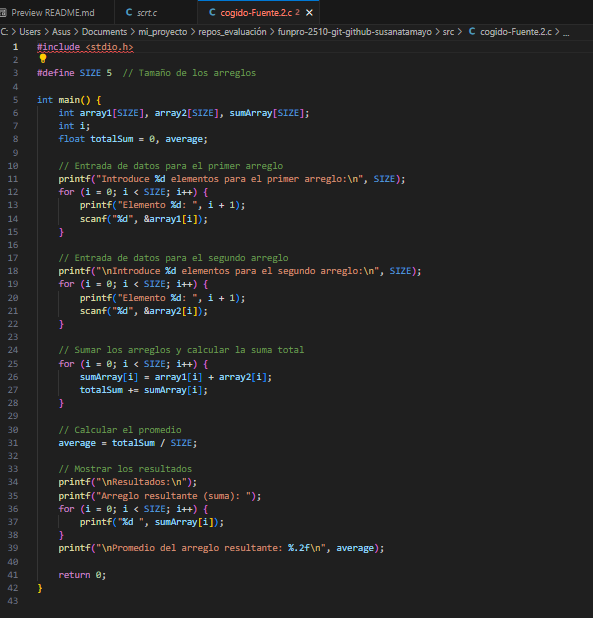 Preview README.md
C scrt.c
C cogido-Fuente.2.c 2 ×
C: > Users > Asus > Documents > mi_proyecto > repos_evaluación > funpro-2510-git-github-susanatamayo > src > C cogido-Fuente.2.c > ...
1 #include <stdio.h>
2
3 #define SIZE 5  // Tamaño de los arreglos
4
5 int main() {
6     int array1[SIZE], array2[SIZE], sumArray[SIZE];
7     int i;
8     float totalSum = 0, average;
9
10     // Entrada de datos para el primer arreglo
11     printf("Introduce %d elementos para el primer arreglo:\n", SIZE);
12     for (i = 0; i < SIZE; i++) {
13         printf("Elemento %d: ", i + 1);
14         scanf("%d", &array1[i]);
15     }
16
17     // Entrada de datos para el segundo arreglo
18     printf("\nIntroduce %d elementos para el segundo arreglo:\n", SIZE);
19     for (i = 0; i < SIZE; i++) {
20         printf("Elemento %d: ", i + 1);
21         scanf("%d", &array2[i]);
22     }
23
24     // Sumar los arreglos y calcular la suma total
25     for (i = 0; i < SIZE; i++) {
26         sumArray[i] = array1[i] + array2[i];
27         totalSum += sumArray[i];
28     }
29
30     // Calcular el promedio
31     average = totalSum / SIZE;
32
33     // Mostrar los resultados
34     printf("\nResultados:\n");
35     printf("Arreglo resultante (suma): ");
36     for (i = 0; i < SIZE; i++) {
37         printf("%d ", sumArray[i]);
38     }
39     printf("\nPromedio del arreglo resultante: %.2f\n", average);
40
41     return 0;
42 }
43